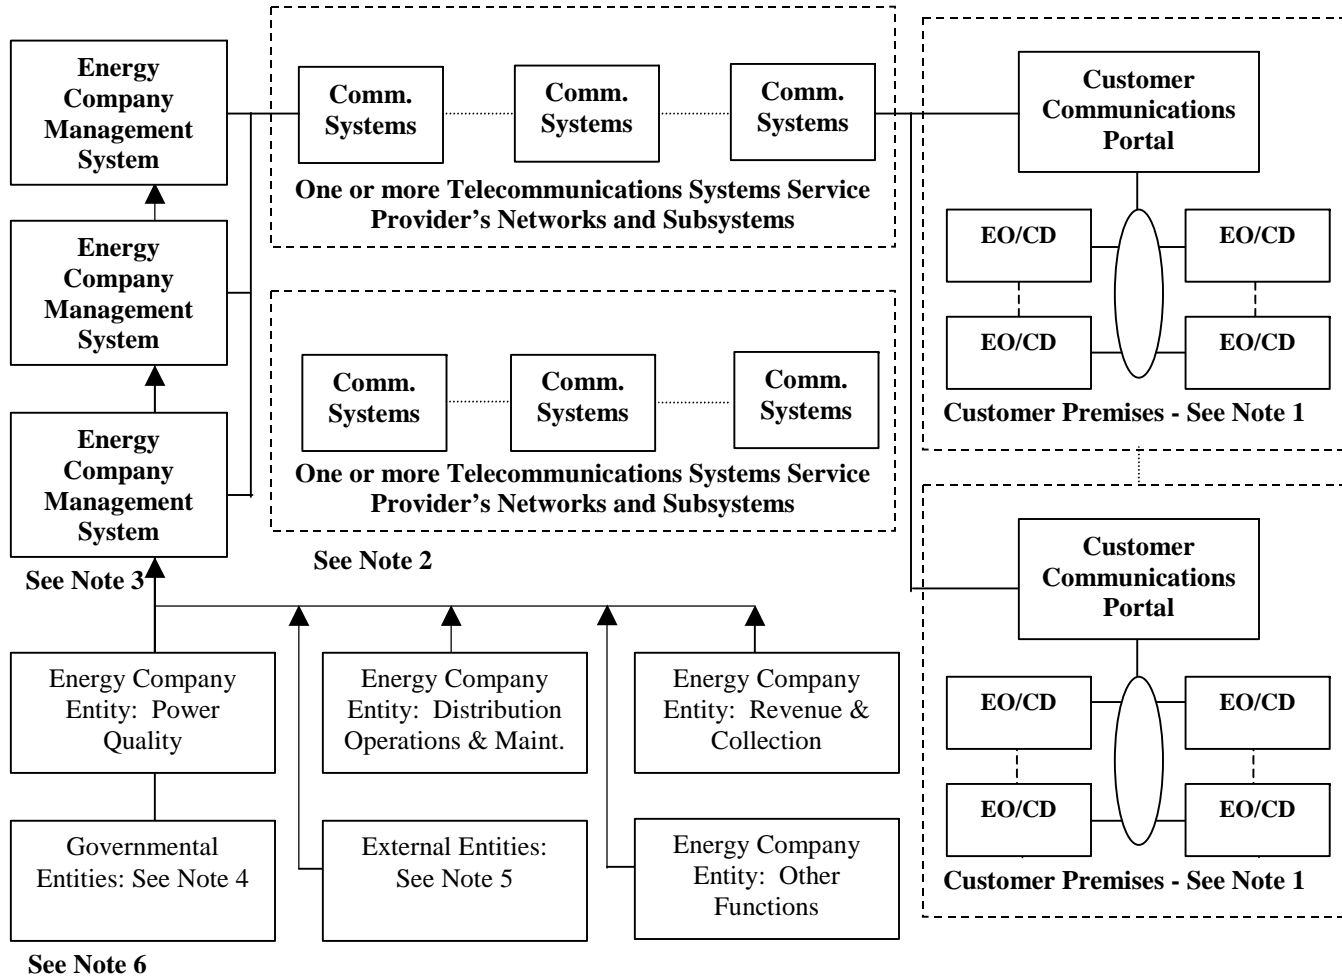 Energy
Company
Management
System
Energy
Company
Management
System
Energy
Company
Management
System
See Note 3
Comm.
Systems
Comm.
Systems
Comm.
Systems
One or more Telecommunications Systems Service
Provider’s Networks and Subsystems
Comm.
Systems
Comm.
Systems
Comm.
Systems
One or more Telecommunications Systems Service
Provider’s Networks and Subsystems
See Note 2
Customer
Communications
Portal
EO/CD
EO/CD
EO/CD
EO/CD
Customer Premises - See Note 1
Customer
Communications
Portal
EO/CD
EO/CD
EO/CD
EO/CD
Customer Premises - See Note 1
Energy Company
Entity:  Power
Quality
Energy Company
Entity:  Distribution
Operations & Maint.
Energy Company
Entity:  Revenue &
Collection
Governmental
Entities: See Note 4
External Entities:
See Note 5
Energy Company
Entity:  Other
Functions
See Note 6